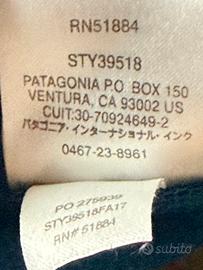 RN51884
STY39518
PATAGONIA P.O. BOX 150
VENTURA, CA 93002 US
CUIT:30-70924649-2
パタゴニア・インターナショナル・インク
0467-23-8961
PO 275939
STY39518FA17
RN# 51884
subito